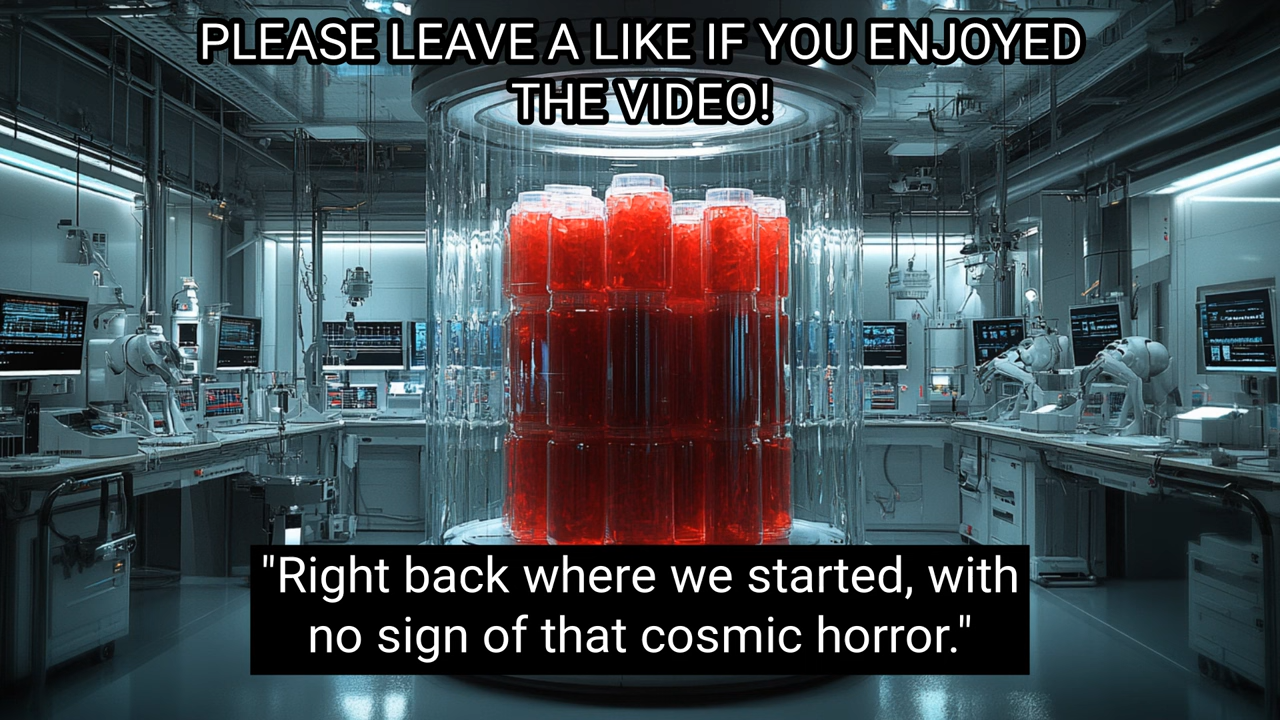 PLEASE LEAVE A LIKE IF YOU ENJOYED
THE VIDEO!
"Right back where we started, with
no sign of that cosmic horror."